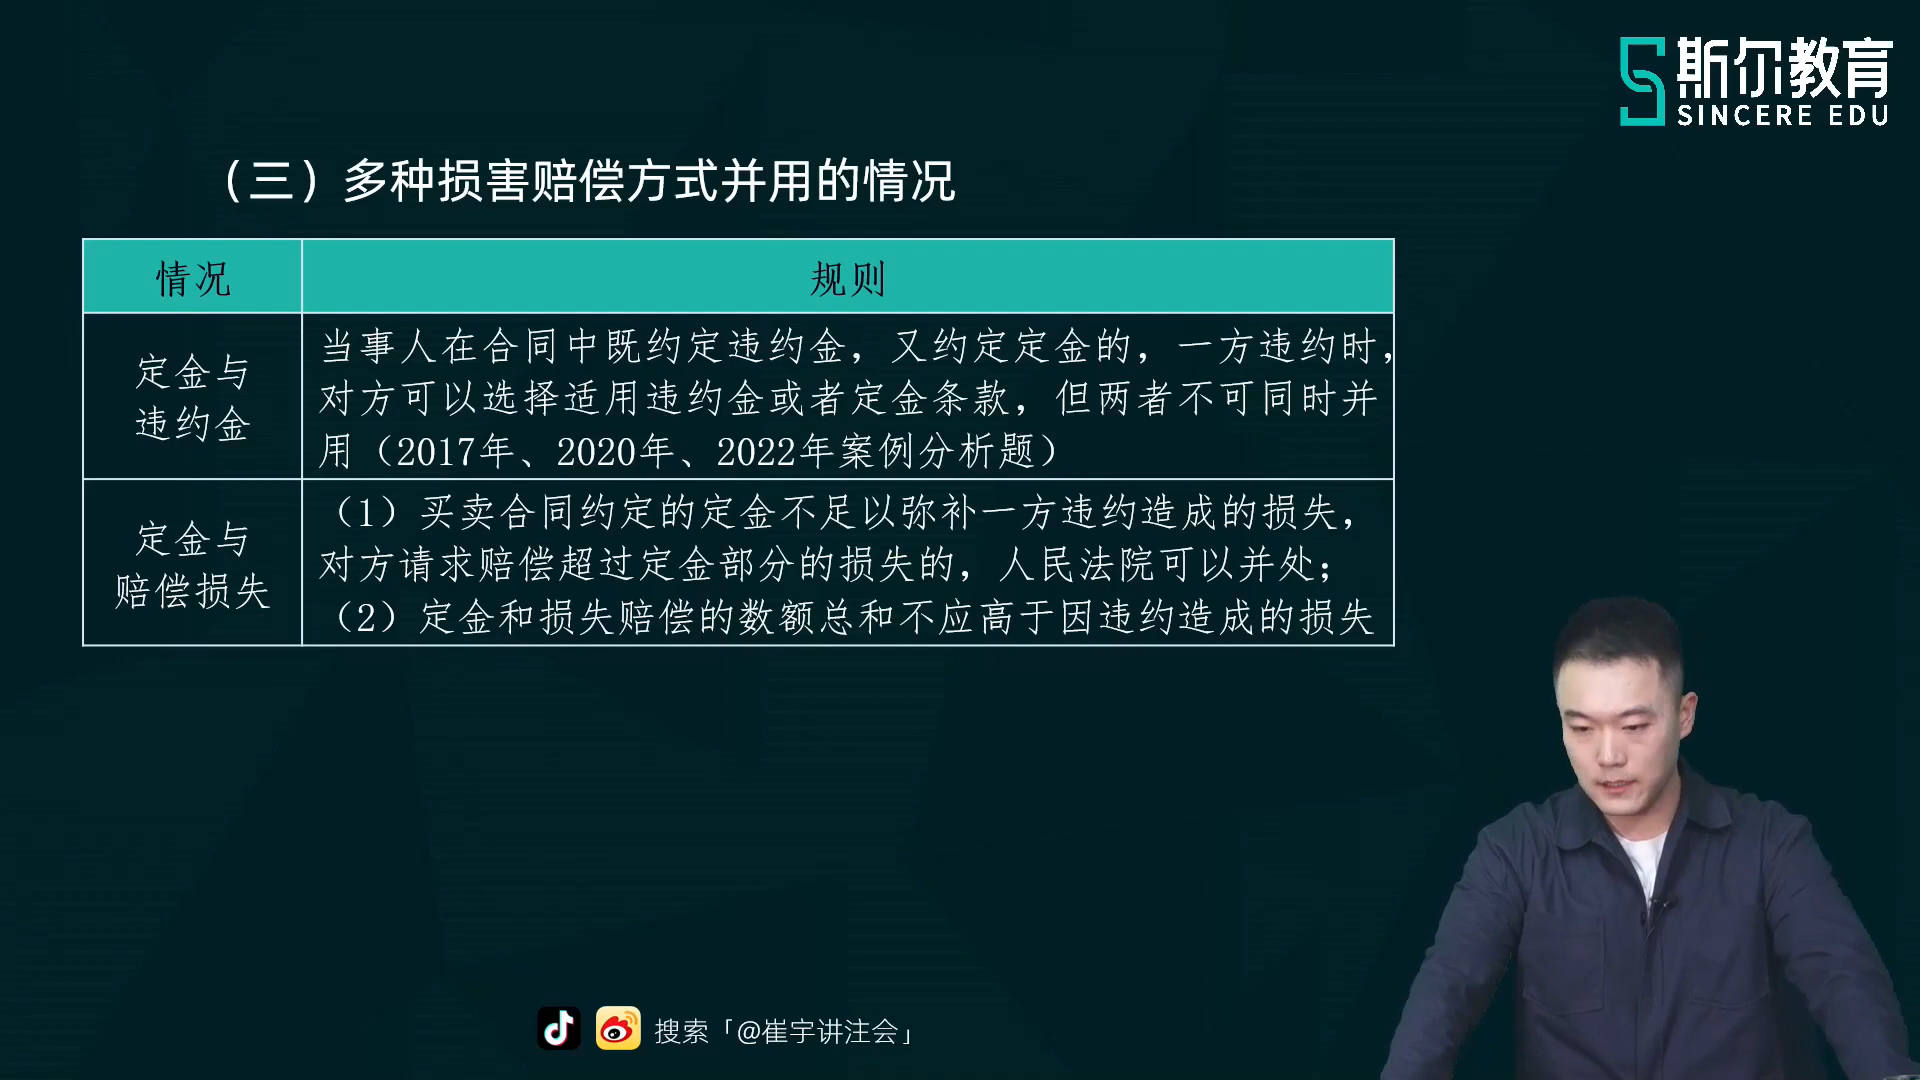 斯尔教育
SINCERE EDU
（三）多种损害赔偿方式并用的情况
情况
规则
定金与
违约金
当事人在合同中既约定违约金，又约定定金的，一方违约时，
对方可以选择适用违约金或者定金条款，但两者不可同时并
用（2017年、2020年、2022年案例分析题）
定金与
赔偿损失
（1）买卖合同约定的定金不足以弥补一方违约造成的损失，
对方请求赔偿超过定金部分的损失的，人民法院可以并处；
（2）定金和损失赔偿的数额总和不应高于因违约造成的损失
搜索「@崔宇讲注会」